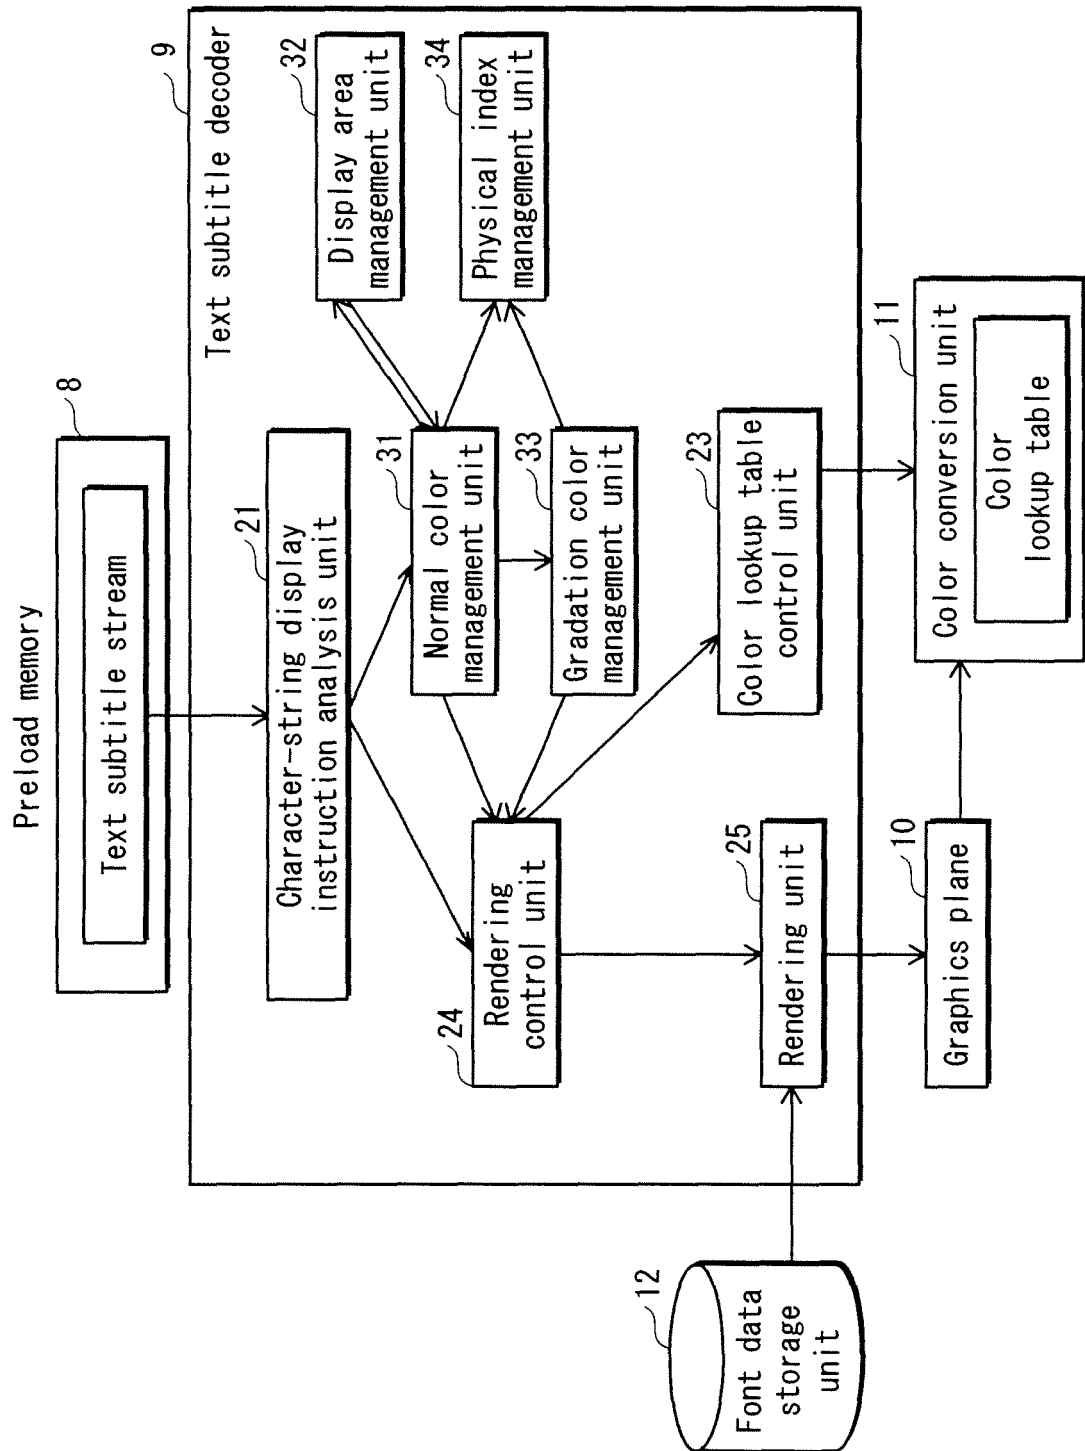 Preload memory
8
Text subtitle stream
9
Text subtitle decoder
21
Character-string display
instruction analysis unit
32
Display area
management unit
31
Normal color
management unit
34
Physical index
management unit
24
Rendering
control unit
33
Gradation color
management unit
23
Color lookup table
control unit
25
Rendering unit
12
Font data
storage
unit
10
Graphics plane
11
Color conversion unit
Color
lookup table